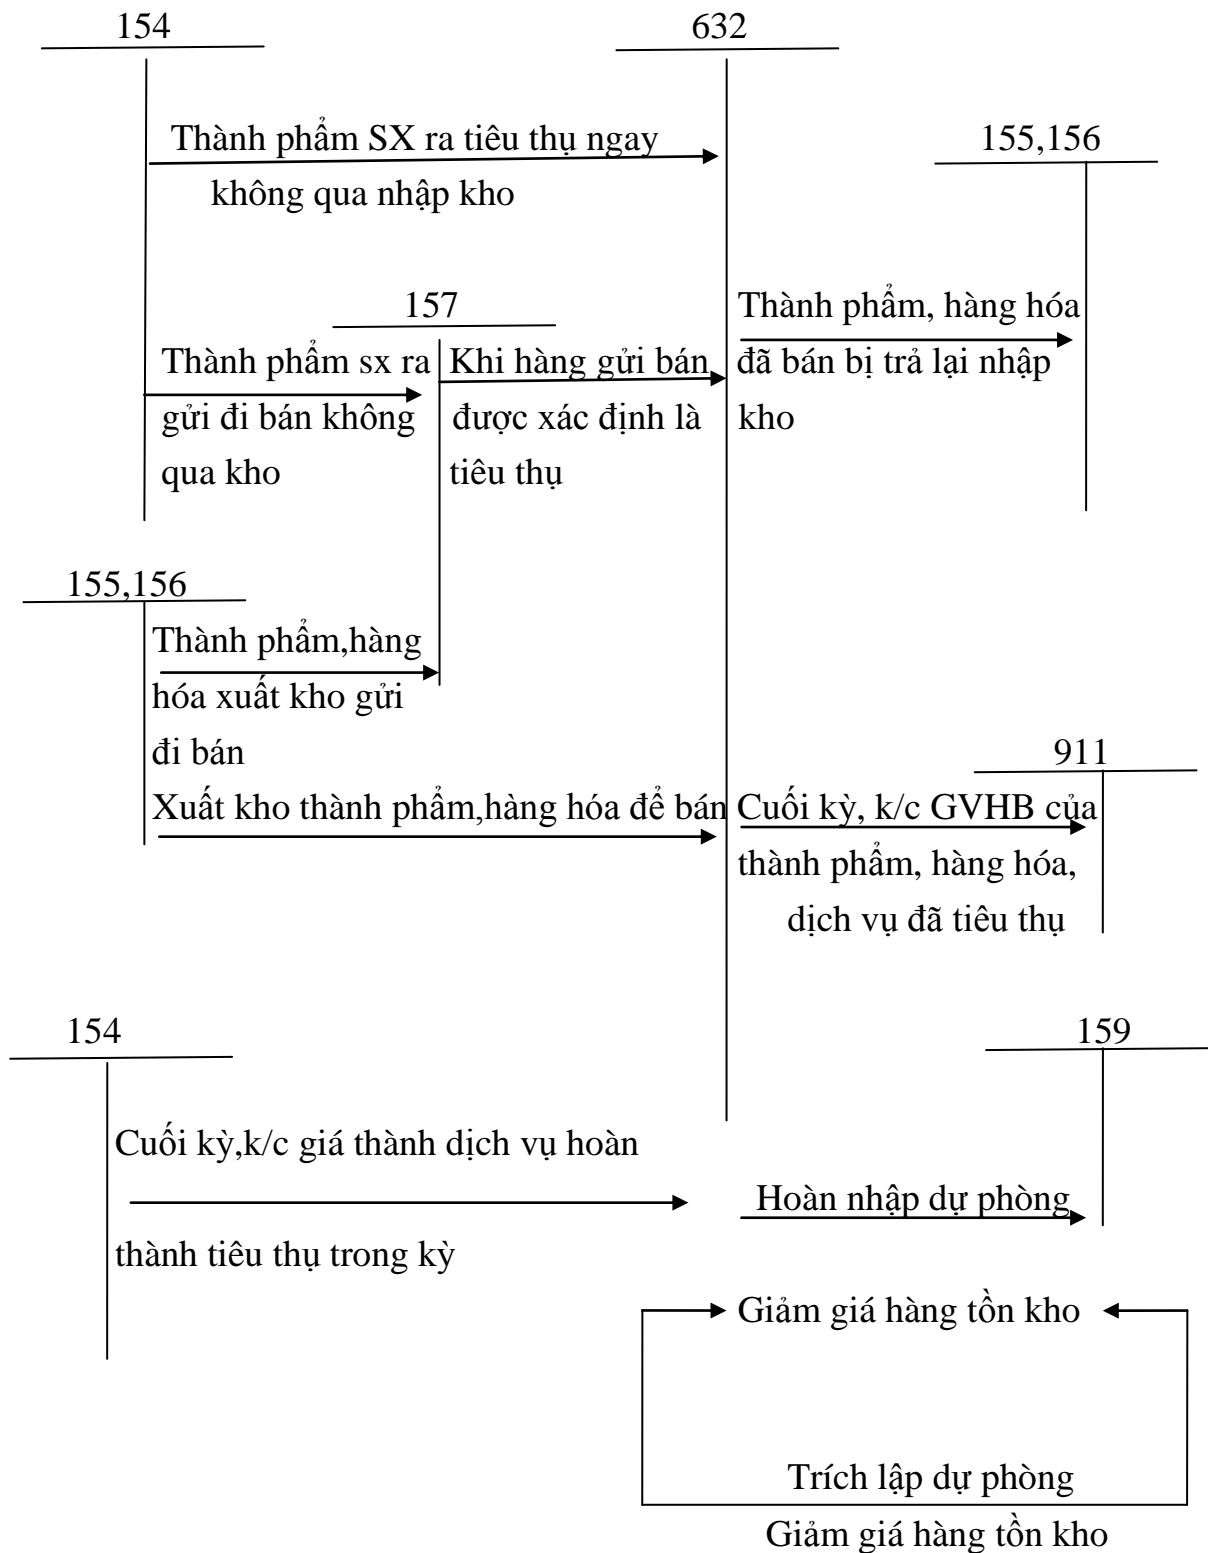 154
632
Thành phẩm SX ra tiêu thụ ngay
không qua nhập kho
155,156
157
Thành phẩm sx ra
gửi đi bán không
qua kho
Khi hàng gửi bán
được xác định là
tiêu thụ
Thành phẩm, hàng hóa
đã bán bị trả lại nhập
kho
155,156
Thành phẩm,hàng
hóa xuất kho gửi
đi bán
911
Xuất kho thành phẩm,hàng hóa để bán
Cuối kỳ, k/c GVHB của
thành phẩm, hàng hóa,
dịch vụ đã tiêu thụ
154
159
Cuối kỳ,k/c giá thành dịch vụ hoàn
thành tiêu thụ trong kỳ
Hoàn nhập dự phòng
Giảm giá hàng tồn kho
Trích lập dự phòng
Giảm giá hàng tồn kho